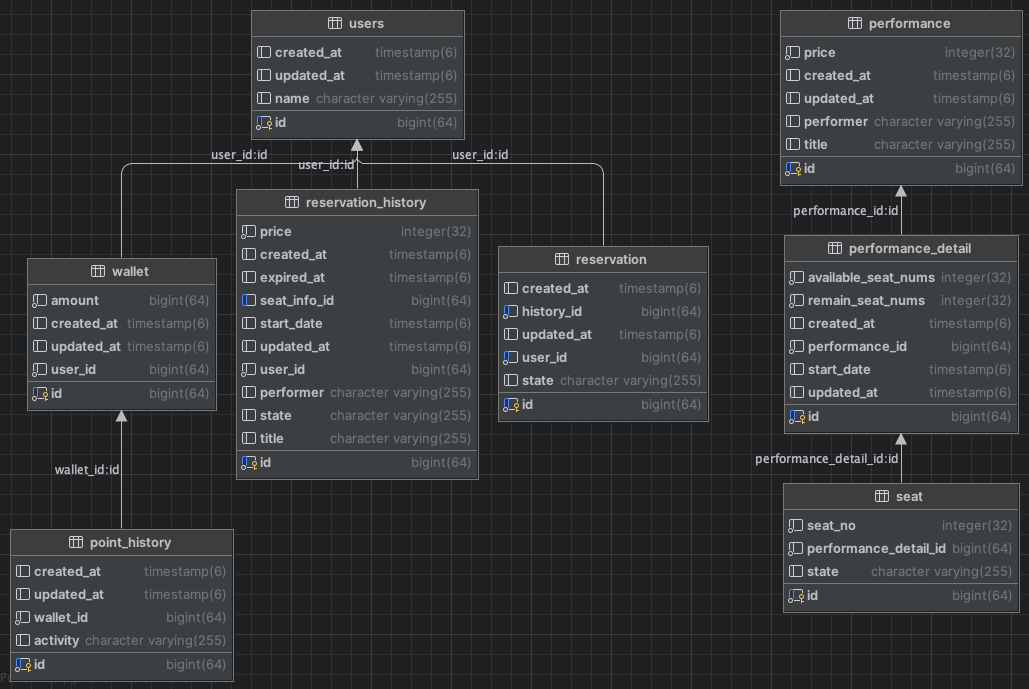 users
created_at timestamp(6)
updated_at timestamp(6)
name character varying(255)
id bigint(64)
user_id:id
user_id:id
user_id:id
wallet
amount bigint(64)
created_at timestamp(6)
updated_at timestamp(6)
user_id bigint(64)
id bigint(64)
wallet_id:id
point_history
created_at timestamp(6)
updated_at timestamp(6)
wallet_id bigint(64)
activity character varying(255)
id bigint(64)
reservation_history
price integer(32)
created_at timestamp(6)
expired_at timestamp(6)
seat_info_id bigint(64)
start_date timestamp(6)
updated_at timestamp(6)
user_id bigint(64)
performer character varying(255)
state character varying(255)
title character varying(255)
id bigint(64)
reservation
created_at timestamp(6)
history_id bigint(64)
updated_at timestamp(6)
user_id bigint(64)
state character varying(255)
id bigint(64)
performance
price integer(32)
created_at timestamp(6)
updated_at timestamp(6)
performer character varying(255)
title character varying(255)
id bigint(64)
performance_id:id
performance_detail
available_seat_nums integer(32)
remain_seat_nums integer(32)
created_at timestamp(6)
performance_id bigint(64)
start_date timestamp(6)
updated_at timestamp(6)
id bigint(64)
performance_detail_id:id
seat
seat_no integer(32)
performance_detail_id bigint(64)
state character varying(255)
id bigint(64)